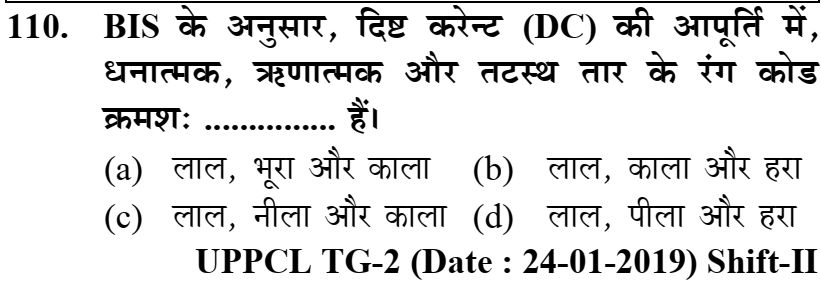 110. BIS के अनुसार, दिष्ट करेन्ट (DC) की आपूर्ति में,
धनात्मक, ऋणात्मक और तटस्थ तार के रंग कोड
क्रमशः ............... हैं।
(a) लाल, भूरा और काला (b) लाल, काला और हरा
(c) लाल, नीला और काला (d) लाल, पीला और हरा
UPPCL TG-2 (Date : 24-01-2019) Shift-II